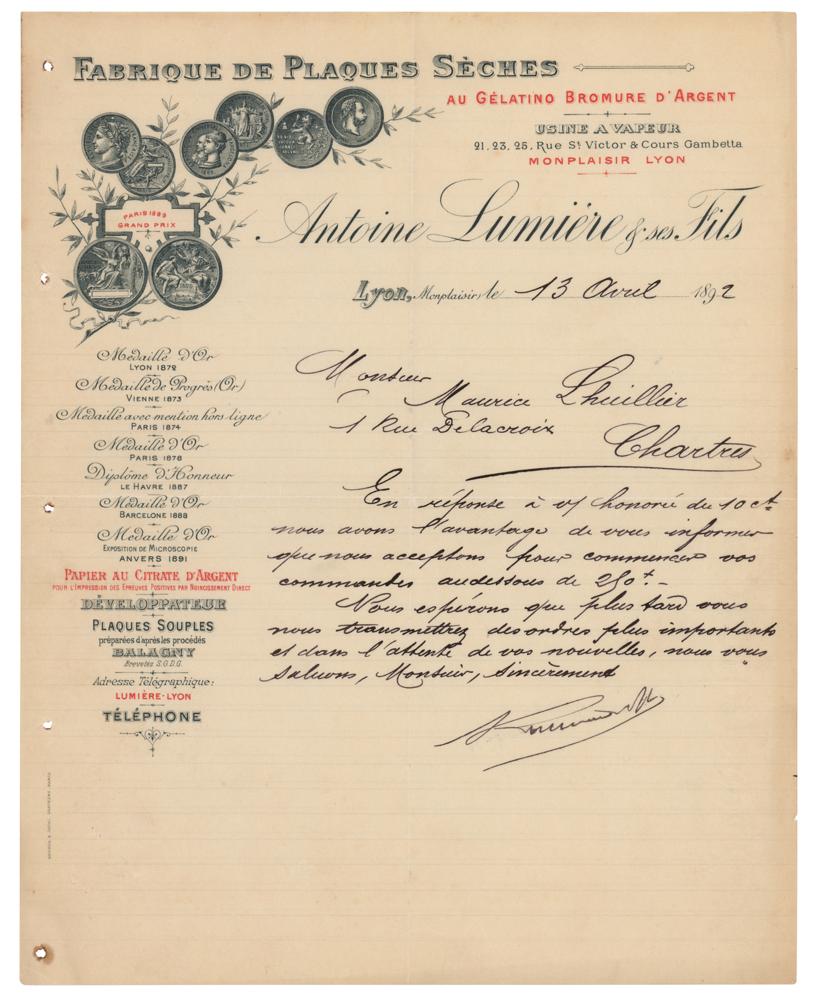 FABRIQUE DE PLAQUES SÈCHES
AU GÉLATINO BROMURE D'ARGENT
USINE A VAPEUR
21, 23, 25, Rue St Victor & Cours Gambetta
MONPLAISIR LYON
PARIS 1889
GRAND PRIX
Antoine Lumière & ses Fils
Lyon, Monplaisir, le 13 Avril 1892
Médaille d'Or
LYON 1872
Médaille de Progrès (Or)
VIENNE 1873
Médaille avec mention hors ligne
PARIS 1874
Médaille d'Or
PARIS 1878
Diplôme d'Honneur
LE HAVRE 1887
Médaille d'Or
BARCELONE 1888
Médaille d'Or
EXPOSITION DE MICROSCOPIE
ANVERS 1891
PAPIER AU CITRATE D'ARGENT
POUR L'IMPRESSION DES ÉPREUVES POSITIVES PAR NOIRCISSEMENT DIRECT
DÉVELOPPATEUR
PLAQUES SOUPLES
préparées d'après les procédés
BALAGNY
Brevetés S.G.D.G.
Adresse Télégraphique:
LUMIÈRE-LYON
TÉLÉPHONE
Monsieur
Maurice Lhuillier
1 Rue Delacroix
Chartres
En réponse à v/ honorée du 10 ct
nous avons l'avantage de vous informer
que nous acceptons pour commencer vos
commandes au dessous de 250f.-
Nous espérons que plus tard vous
nous transmettrez des ordres plus importants
et dans l'attente de vos nouvelles, nous vous
saluons, Monsieur, sincèrement